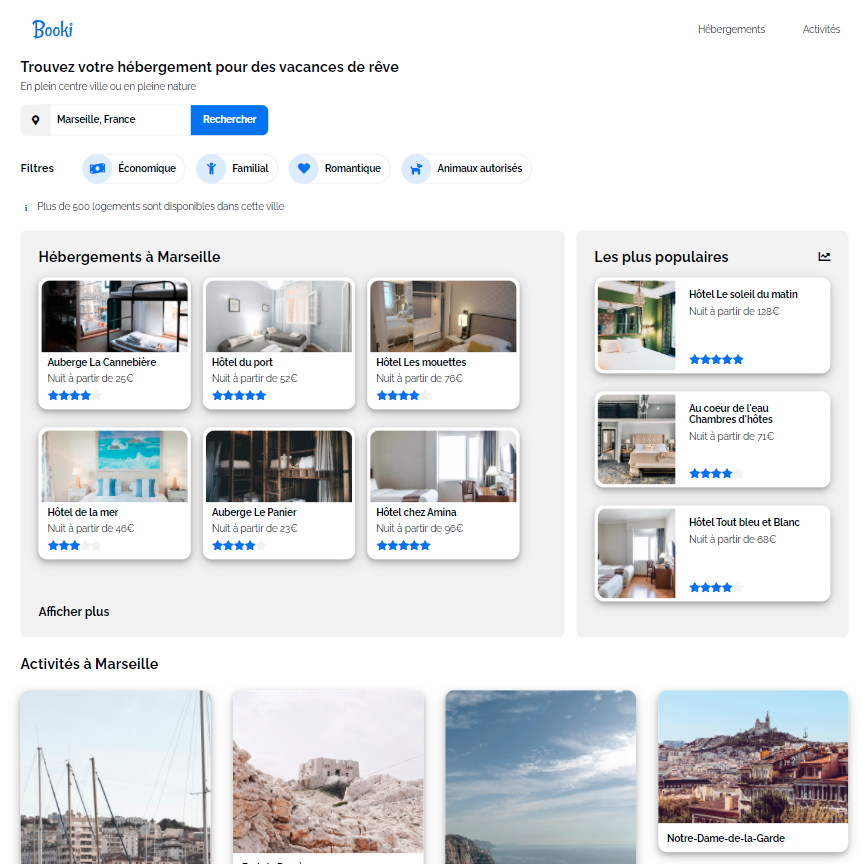 Booki
Hébergements
Activités
Trouvez votre hébergement pour des vacances de rêve
En plein centre ville ou en pleine nature
Marseille, France
Rechercher
Filtres
Économique
Familial
Romantique
Animaux autorisés
Plus de 500 logements sont disponibles dans cette ville
Hébergements à Marseille
Auberge La Cannebière
Nuit à partir de 25€
Hôtel du port
Nuit à partir de 52€
Hôtel Les mouettes
Nuit à partir de 76€
Hôtel de la mer
Nuit à partir de 46€
Auberge Le Panier
Nuit à partir de 23€
Hôtel chez Amina
Nuit à partir de 96€
Afficher plus
Les plus populaires
Hôtel Le soleil du matin
Nuit à partir de 128€
Au coeur de l'eau
Chambres d'hôtes
Nuit à partir de 71€
Hôtel Tout bleu et Blanc
Nuit à partir de 68€
Activités à Marseille
Notre-Dame-de-la-Garde